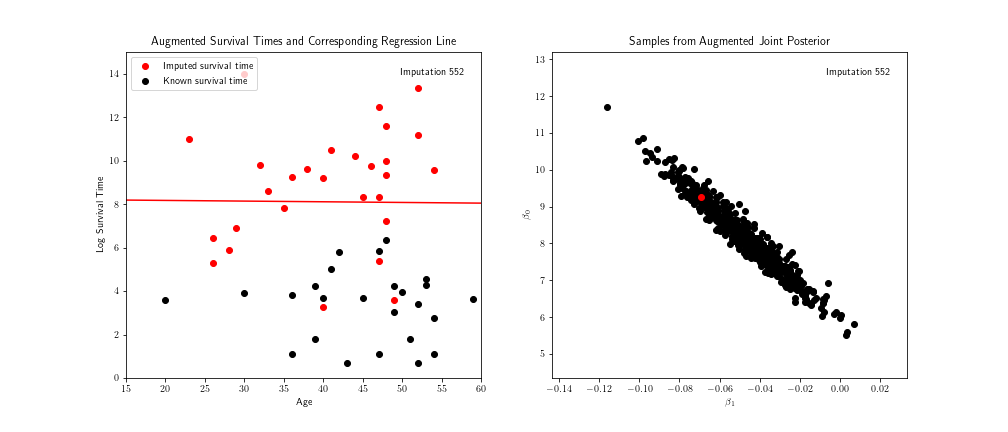 Augmented Survival Times and Corresponding Regression Line
Imputed survival time
Known survival time
Imputation 552
Log Survival Time
14
12
10
8
6
4
2
0
15 20 25 30 35 40 45 50 55 60
Age
Samples from Augmented Joint Posterior
Imputation 552
β₀
13
12
11
10
9
8
7
6
5
−0.14 −0.12 −0.10 −0.08 −0.06 −0.04 −0.02 0.00 0.02
β₁